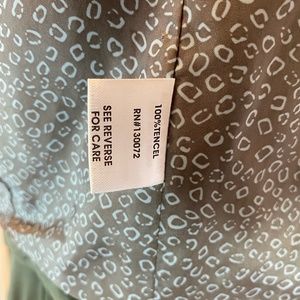 100%TENCEL
RN#130072
SEE REVERSE
FOR CARE